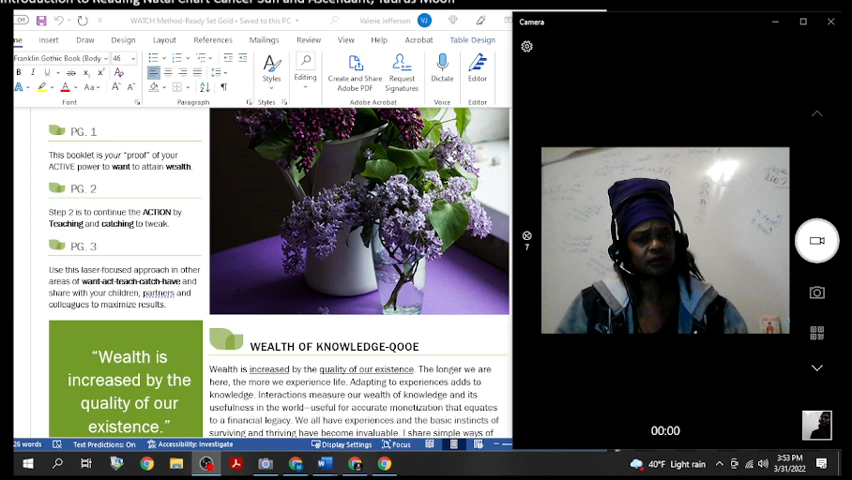 Introduction to Reading Natal Chart Cancer Sun and Ascendant, Taurus Moon
Off
WATCH Method-Ready Set Gold • Saved to this PC
Valerie Jefferson
VJ
Camera
Home Insert Draw Design Layout References Mailings Review View Help Acrobat Table Design
Franklin Gothic Book (Body
46
Styles
Editing
Create and Share
Adobe PDF
Request
Signatures
Dictate
Editor
Font
Paragraph
Styles
Adobe Acrobat
Voice
Editor
PG. 1
This booklet is your "proof" of your
ACTIVE power to want to attain wealth.
PG. 2
Step 2 is to continue the ACTION by
Teaching and catching to tweak.
PG. 3
Use this laser-focused approach in other
areas of want-act-teach-catch-have and
share with your children, partners and
colleagues to maximize results.
"Wealth is
increased by the
quality of our
existence."
WEALTH OF KNOWLEDGE-QOOE
Wealth is increased by the quality of our existence. The longer we are
here, the more we experience life. Adapting to experiences adds to
knowledge. Interactions measure our wealth of knowledge and its
usefulness in the world—useful for accurate monetization that equates
to a financial legacy. We all have experiences and the basic instincts of
surviving and thriving have become invaluable. I share simple ways of
7
00:00
26 words
Text Predictions: On
Accessibility: Investigate
Display Settings
Focus
40°F Light rain
3:53 PM
3/31/2022